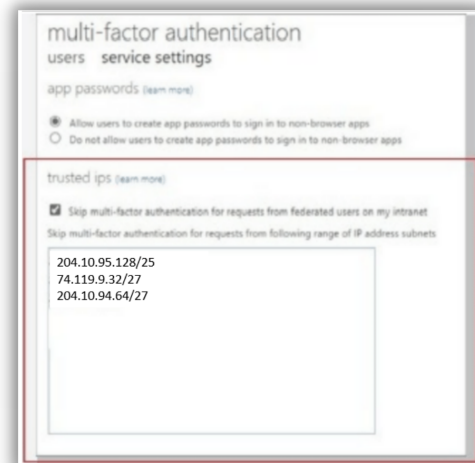 multi-factor authentication
users service settings
app passwords (learn more)
Allow users to create app passwords to sign in to non-browser apps
Do not allow users to create app passwords to sign in to non-browser apps
trusted ips (learn more)
Skip multi-factor authentication for requests from federated users on my intranet
Skip multi-factor authentication for requests from following range of IP address subnets
204.10.95.128/25
74.119.9.32/27
204.10.94.64/27